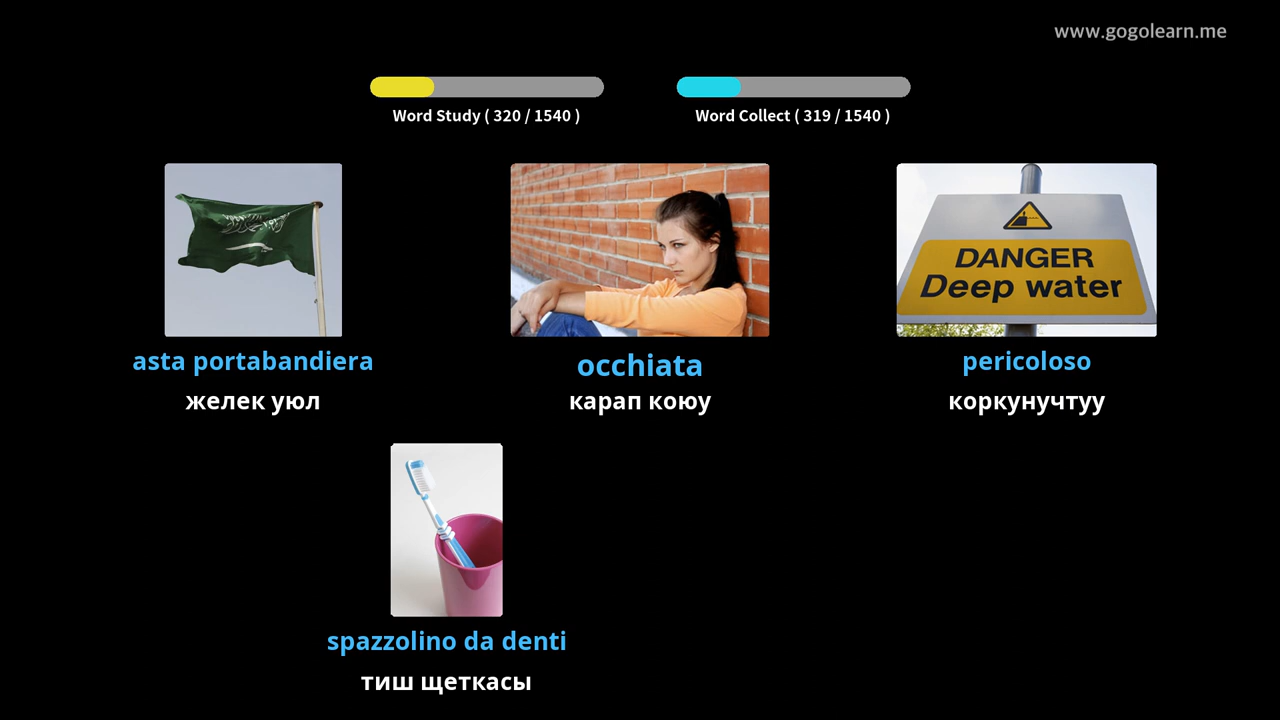 www.gogolearn.me
Word Study ( 320 / 1540 )
Word Collect ( 319 / 1540 )
DANGER
Deep water
asta portabandiera
occhiata
pericoloso
желек уюл
карап коюу
коркунучтуу
spazzolino da denti
тиш щеткасы